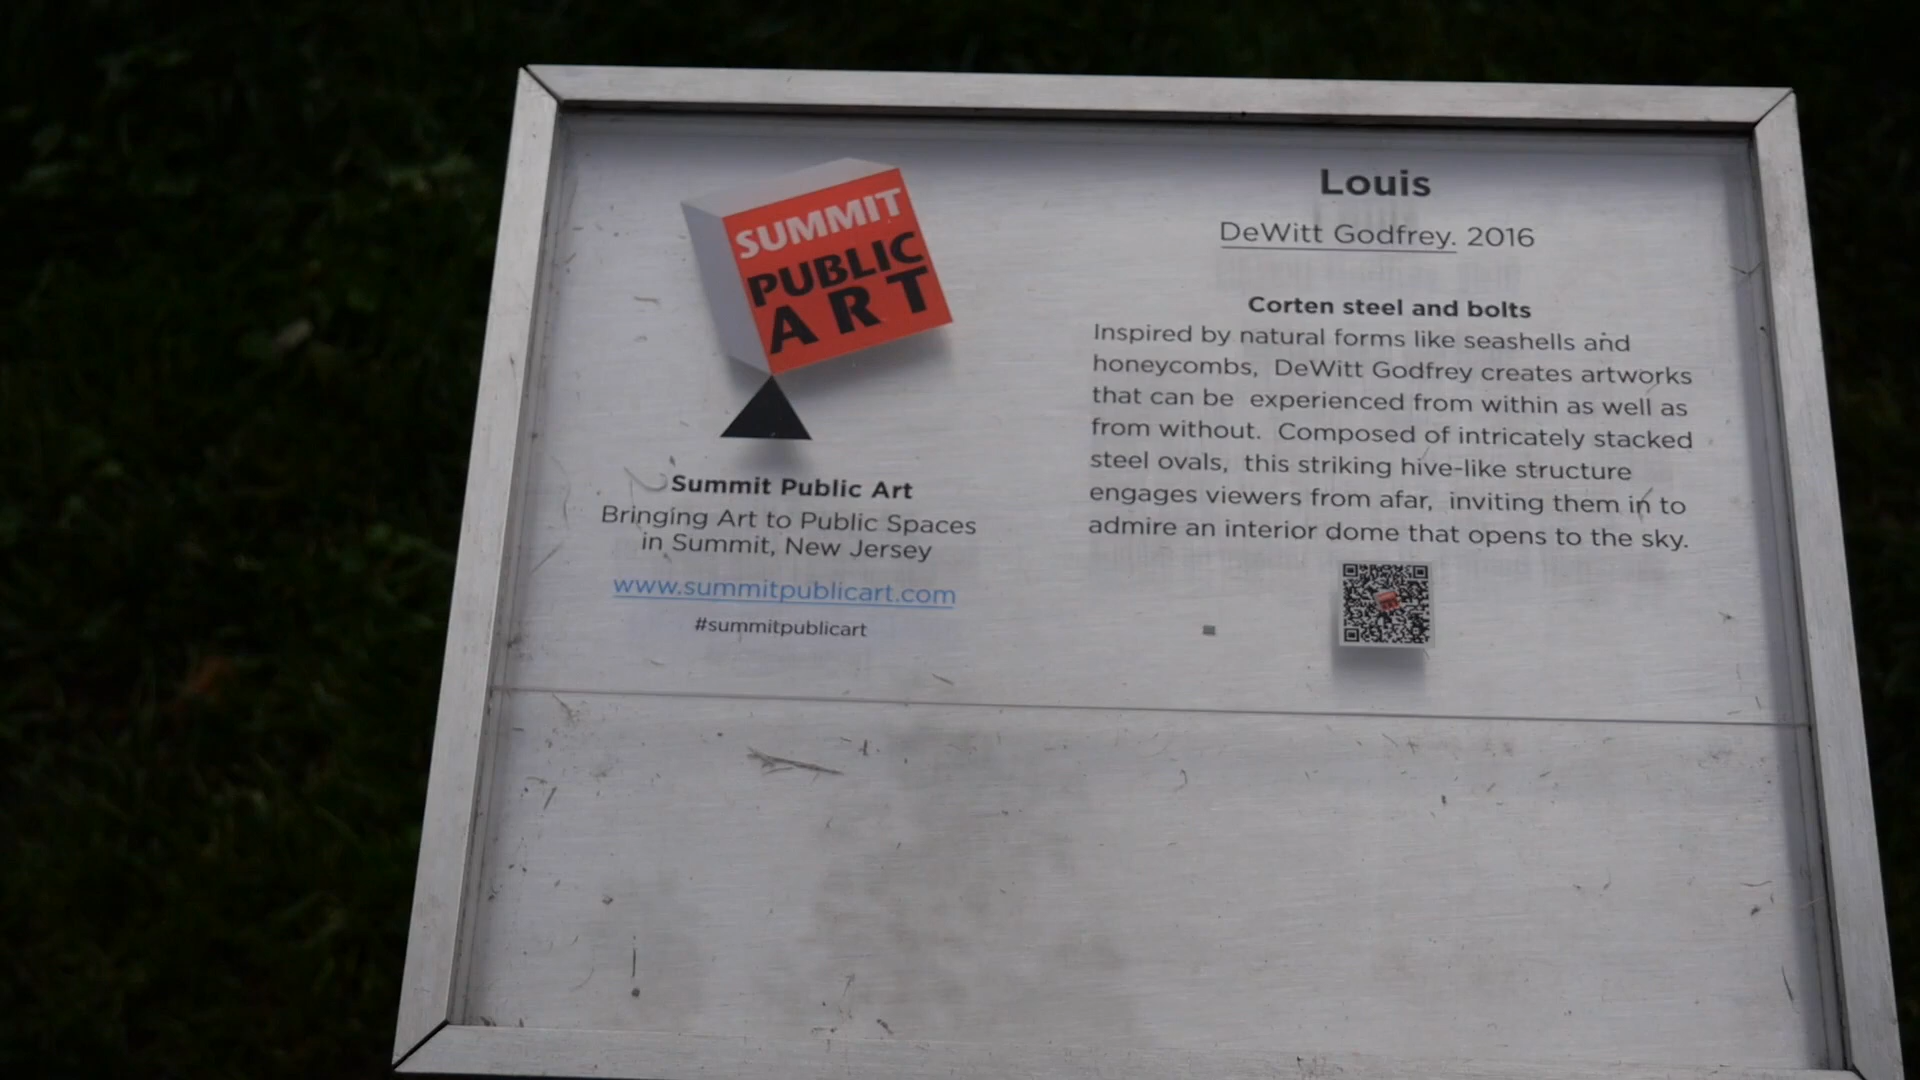 SUMMIT
PUBLIC
ART
Summit Public Art
Bringing Art to Public Spaces
in Summit, New Jersey
www.summitpublicart.com
#summitpublicart
Louis
DeWitt Godfrey. 2016
Corten steel and bolts
Inspired by natural forms like seashells and
honeycombs, DeWitt Godfrey creates artworks
that can be experienced from within as well as
from without. Composed of intricately stacked
steel ovals, this striking hive-like structure
engages viewers from afar, inviting them in to
admire an interior dome that opens to the sky.